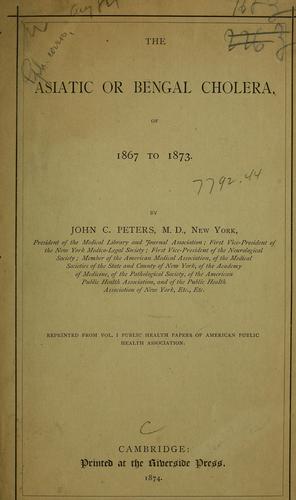 THE
ASIATIC OR BENGAL CHOLERA,
OF
1867 TO 1873.
7792.44
BY
JOHN C. PETERS, M. D., NEW YORK,
President of the Medical Library and Journal Association; First Vice-President of
the New York Medico-Legal Society; First Vice-President of the Neurological
Society; Member of the American Medical Association, of the Medical
Societies of the State and County of New York, of the Academy
of Medicine, of the Pathological Society, of the American
Public Health Association, and of the Public Health
Association of New York, Etc., Etc.
REPRINTED FROM VOL. I PUBLIC HEALTH PAPERS OF AMERICAN PUBLIC
HEALTH ASSOCIATION.
C
CAMBRIDGE:
Printed at the Riverside Press.
1874.